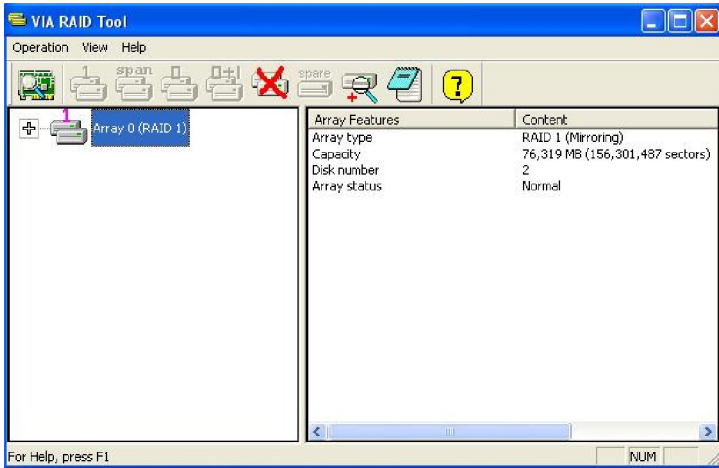 VIA RAID Tool
Operation View Help
1 span spare ?
1
Array 0 (RAID 1)
Array Features Content
Array type RAID 1 (Mirroring)
Capacity 76,319 MB (156,301,487 sectors)
Disk number 2
Array status Normal
For Help, press F1 NUM